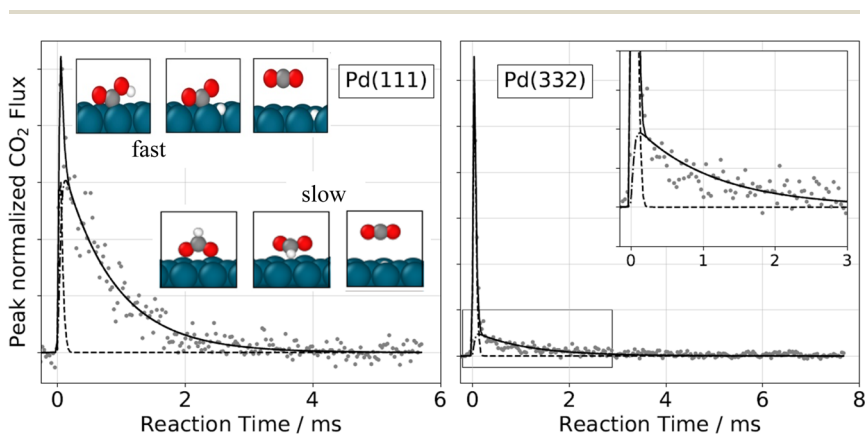 Peak normalized CO₂ Flux
Pd(111)
fast
slow
0
2
4
6
Reaction Time / ms
Pd(332)
0
1
2
3
0
2
4
6
8
Reaction Time / ms